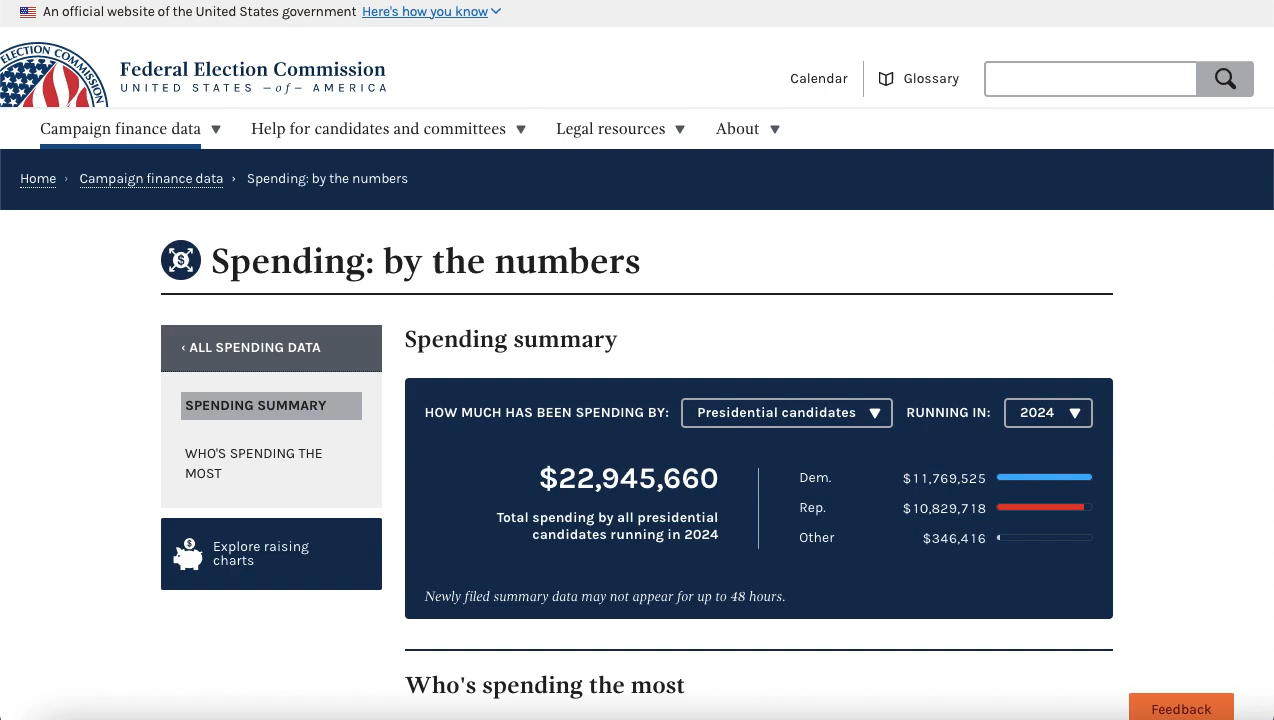 An official website of the United States government Here's how you know
ELECTION COMMISSION
Federal Election Commission
UNITED STATES —of— AMERICA
Calendar
Glossary
Campaign finance data ▼ Help for candidates and committees ▼ Legal resources ▼ About ▼
Home › Campaign finance data › Spending: by the numbers
$ Spending: by the numbers
‹ ALL SPENDING DATA
SPENDING SUMMARY
WHO'S SPENDING THE
MOST
$
Explore raising
charts
Spending summary
HOW MUCH HAS BEEN SPENDING BY: Presidential candidates ▼ RUNNING IN: 2024 ▼
$22,945,660
Total spending by all presidential
candidates running in 2024
Dem. $11,769,525
Rep. $10,829,718
Other $346,416
Newly filed summary data may not appear for up to 48 hours.
Who's spending the most
Feedback